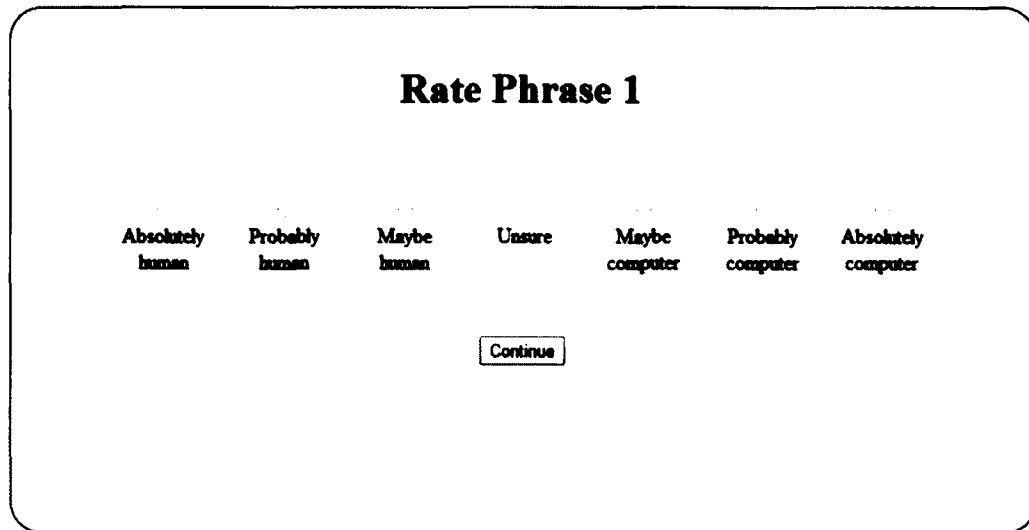 Rate Phrase 1
Absolutely human
Probably human
Maybe human
Unsure
Maybe computer
Probably computer
Absolutely computer
Continue